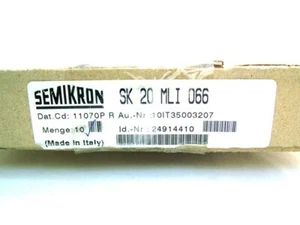 SEMIKRON SK 20 MLI 066
Dat.Cd: 11070P R Au.-Nr.:10IT35003207
Menge: 10 Id.-Nr.:24914410
(Made in Italy)